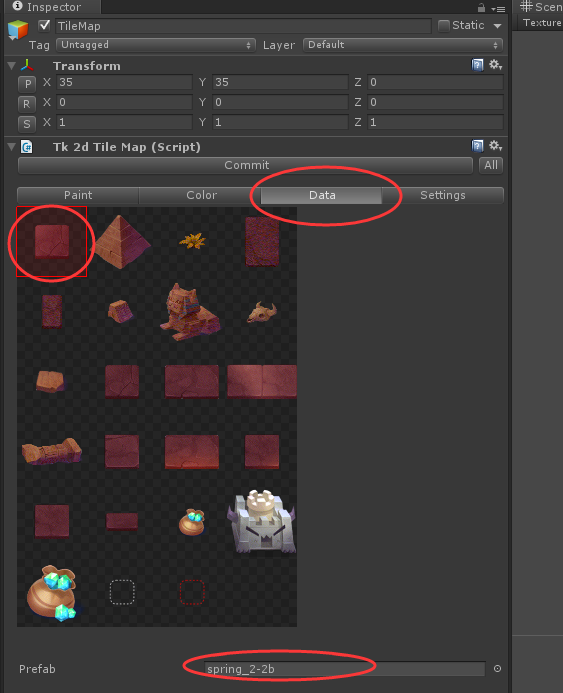 Inspector
Scen
TileMap
Static
Texture
Tag
Untagged
Layer
Default
Transform
P X 35 Y 35 Z 0
R X 0 Y 0 Z 0
S X 1 Y 1 Z 1
Tk 2d Tile Map (Script)
Commit
All
Paint
Color
Data
Settings
Prefab
spring_2-2b